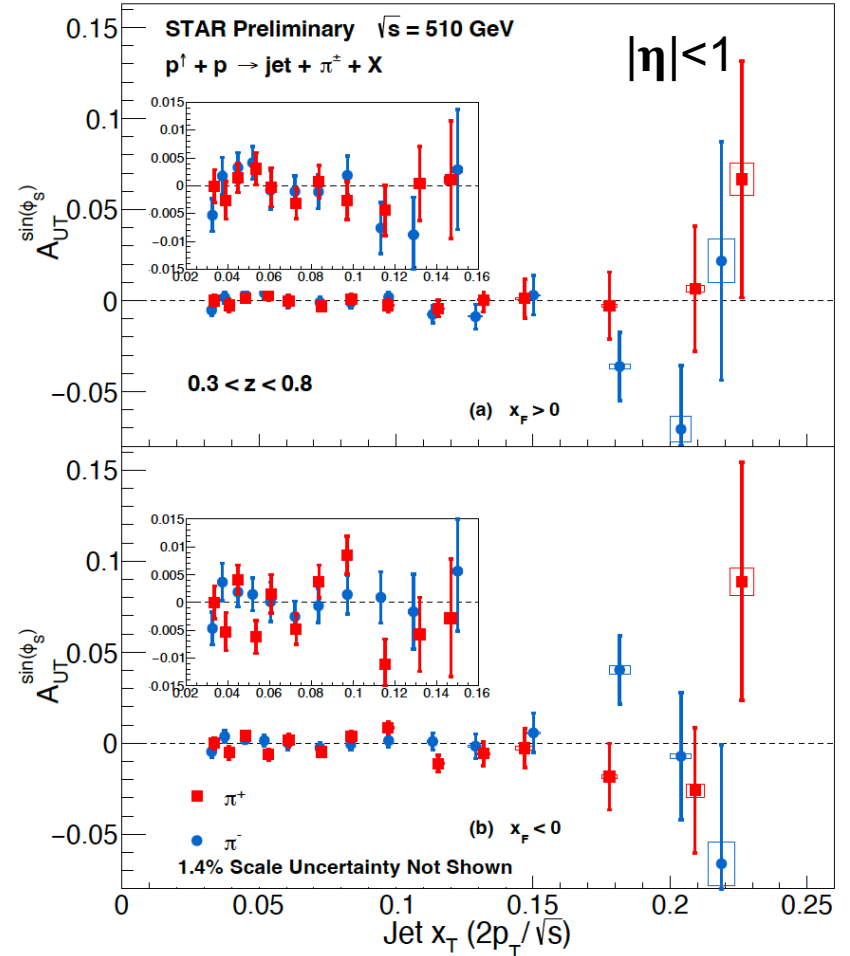 STAR Preliminary √s = 510 GeV
p↑ + p → jet + π± + X
|η|<1
0.15
0.1
0.05
0
−0.05
A_UT^sin(φ_S)
0.015
0.01
0.005
0
−0.005
−0.01
0.015
0.02 0.04 0.06 0.08 0.1 0.12 0.14 0.16
0.3 < z < 0.8
(a) x_F > 0
0.15
0.1
0.05
0
−0.05
A_UT^sin(φ_S)
0.015
0.01
0.005
0
−0.005
−0.01
0.015
0.02 0.04 0.06 0.08 0.1 0.12 0.14 0.16
π+
π-
(b) x_F < 0
1.4% Scale Uncertainty Not Shown
0 0.05 0.1 0.15 0.2 0.25
Jet x_T (2p_T/√s)